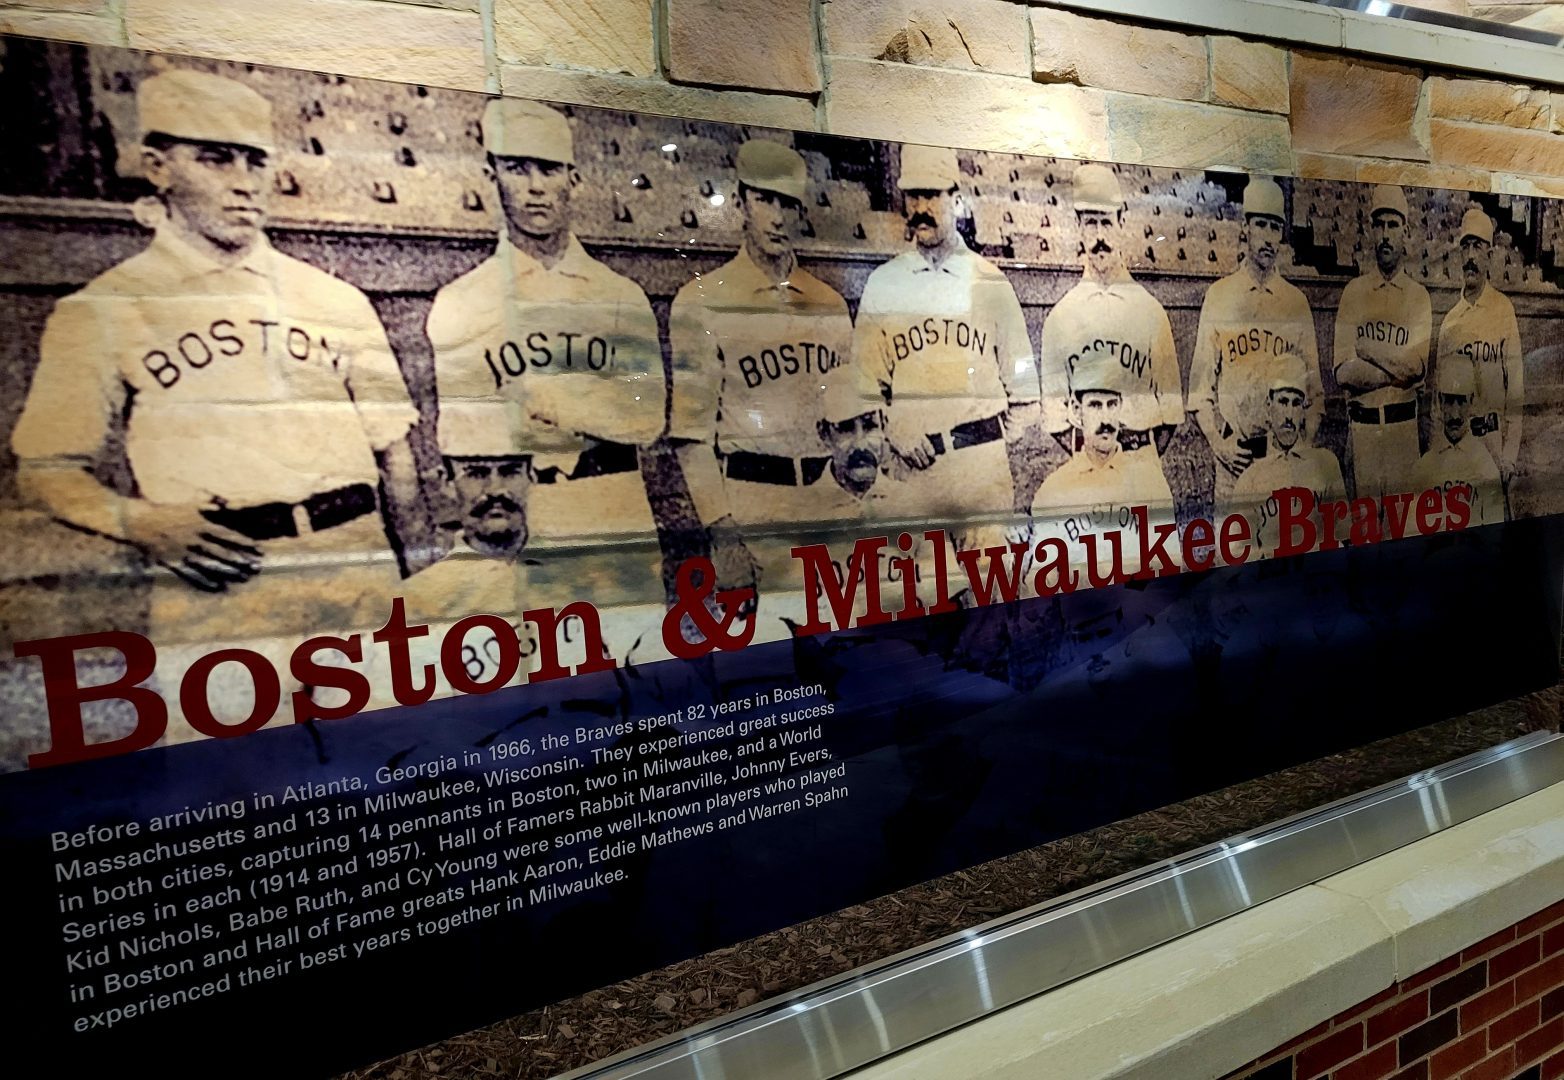 BOSTON
JOSTO
BOSTON
BOSTON
BOSTON
BOSTON
BOSTON
STON
BOSTON
Boston & Milwaukee Braves
Before arriving in Atlanta, Georgia in 1966, the Braves spent 82 years in Boston,
Massachusetts and 13 in Milwaukee, Wisconsin. They experienced great success
in both cities, capturing 14 pennants in Boston, two in Milwaukee, and a World
Series in each (1914 and 1957). Hall of Famers Rabbit Maranville, Johnny Evers,
Kid Nichols, Babe Ruth, and Cy Young were some well-known players who played
in Boston and Hall of Fame greats Hank Aaron, Eddie Mathews and Warren Spahn
experienced their best years together in Milwaukee.